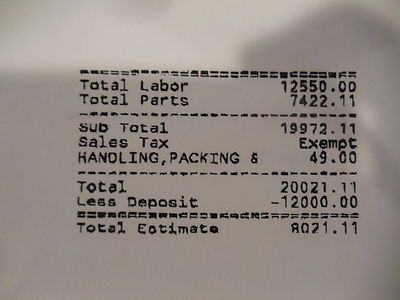 Total Labor 12550.00
Total Parts 7422.11
Sub Total 19972.11
Sales Tax Exempt
HANDLING,PACKING & 49.00
Total 20021.11
Less Deposit -12000.00
Total Estimate 8021.11